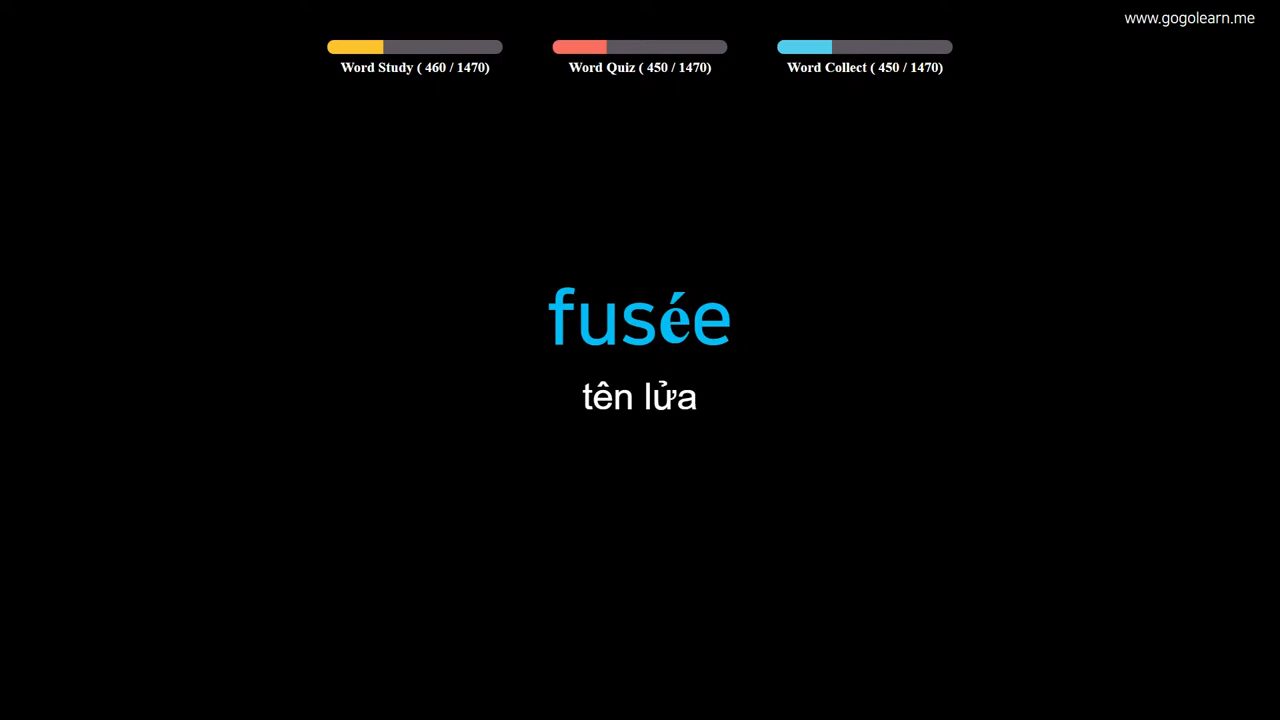 www.gogolearn.me
Word Study ( 460 / 1470)
Word Quiz ( 450 / 1470)
Word Collect ( 450 / 1470)
fusée
tên lửa